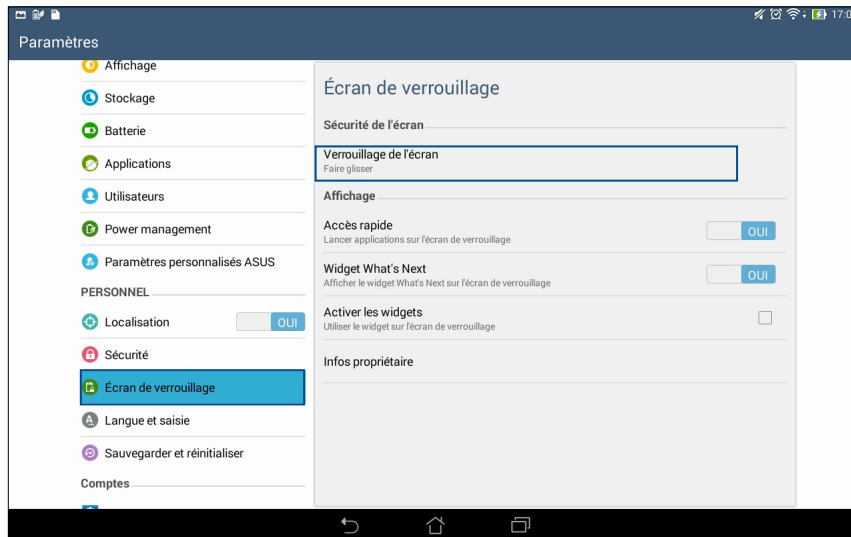 17:0
Paramètres
Affichage
Stockage
Batterie
Applications
Utilisateurs
Power management
Paramètres personnalisés ASUS
PERSONNEL
Localisation OUI
Sécurité
Écran de verrouillage
Langue et saisie
Sauvegarder et réinitialiser
Comptes
Écran de verrouillage
Sécurité de l'écran
Verrouillage de l'écran
Faire glisser
Affichage
Accès rapide
Lancer applications sur l'écran de verrouillage
OUI
Widget What's Next
Afficher le widget What's Next sur l'écran de verrouillage
OUI
Activer les widgets
Utiliser le widget sur l'écran de verrouillage
Infos propriétaire